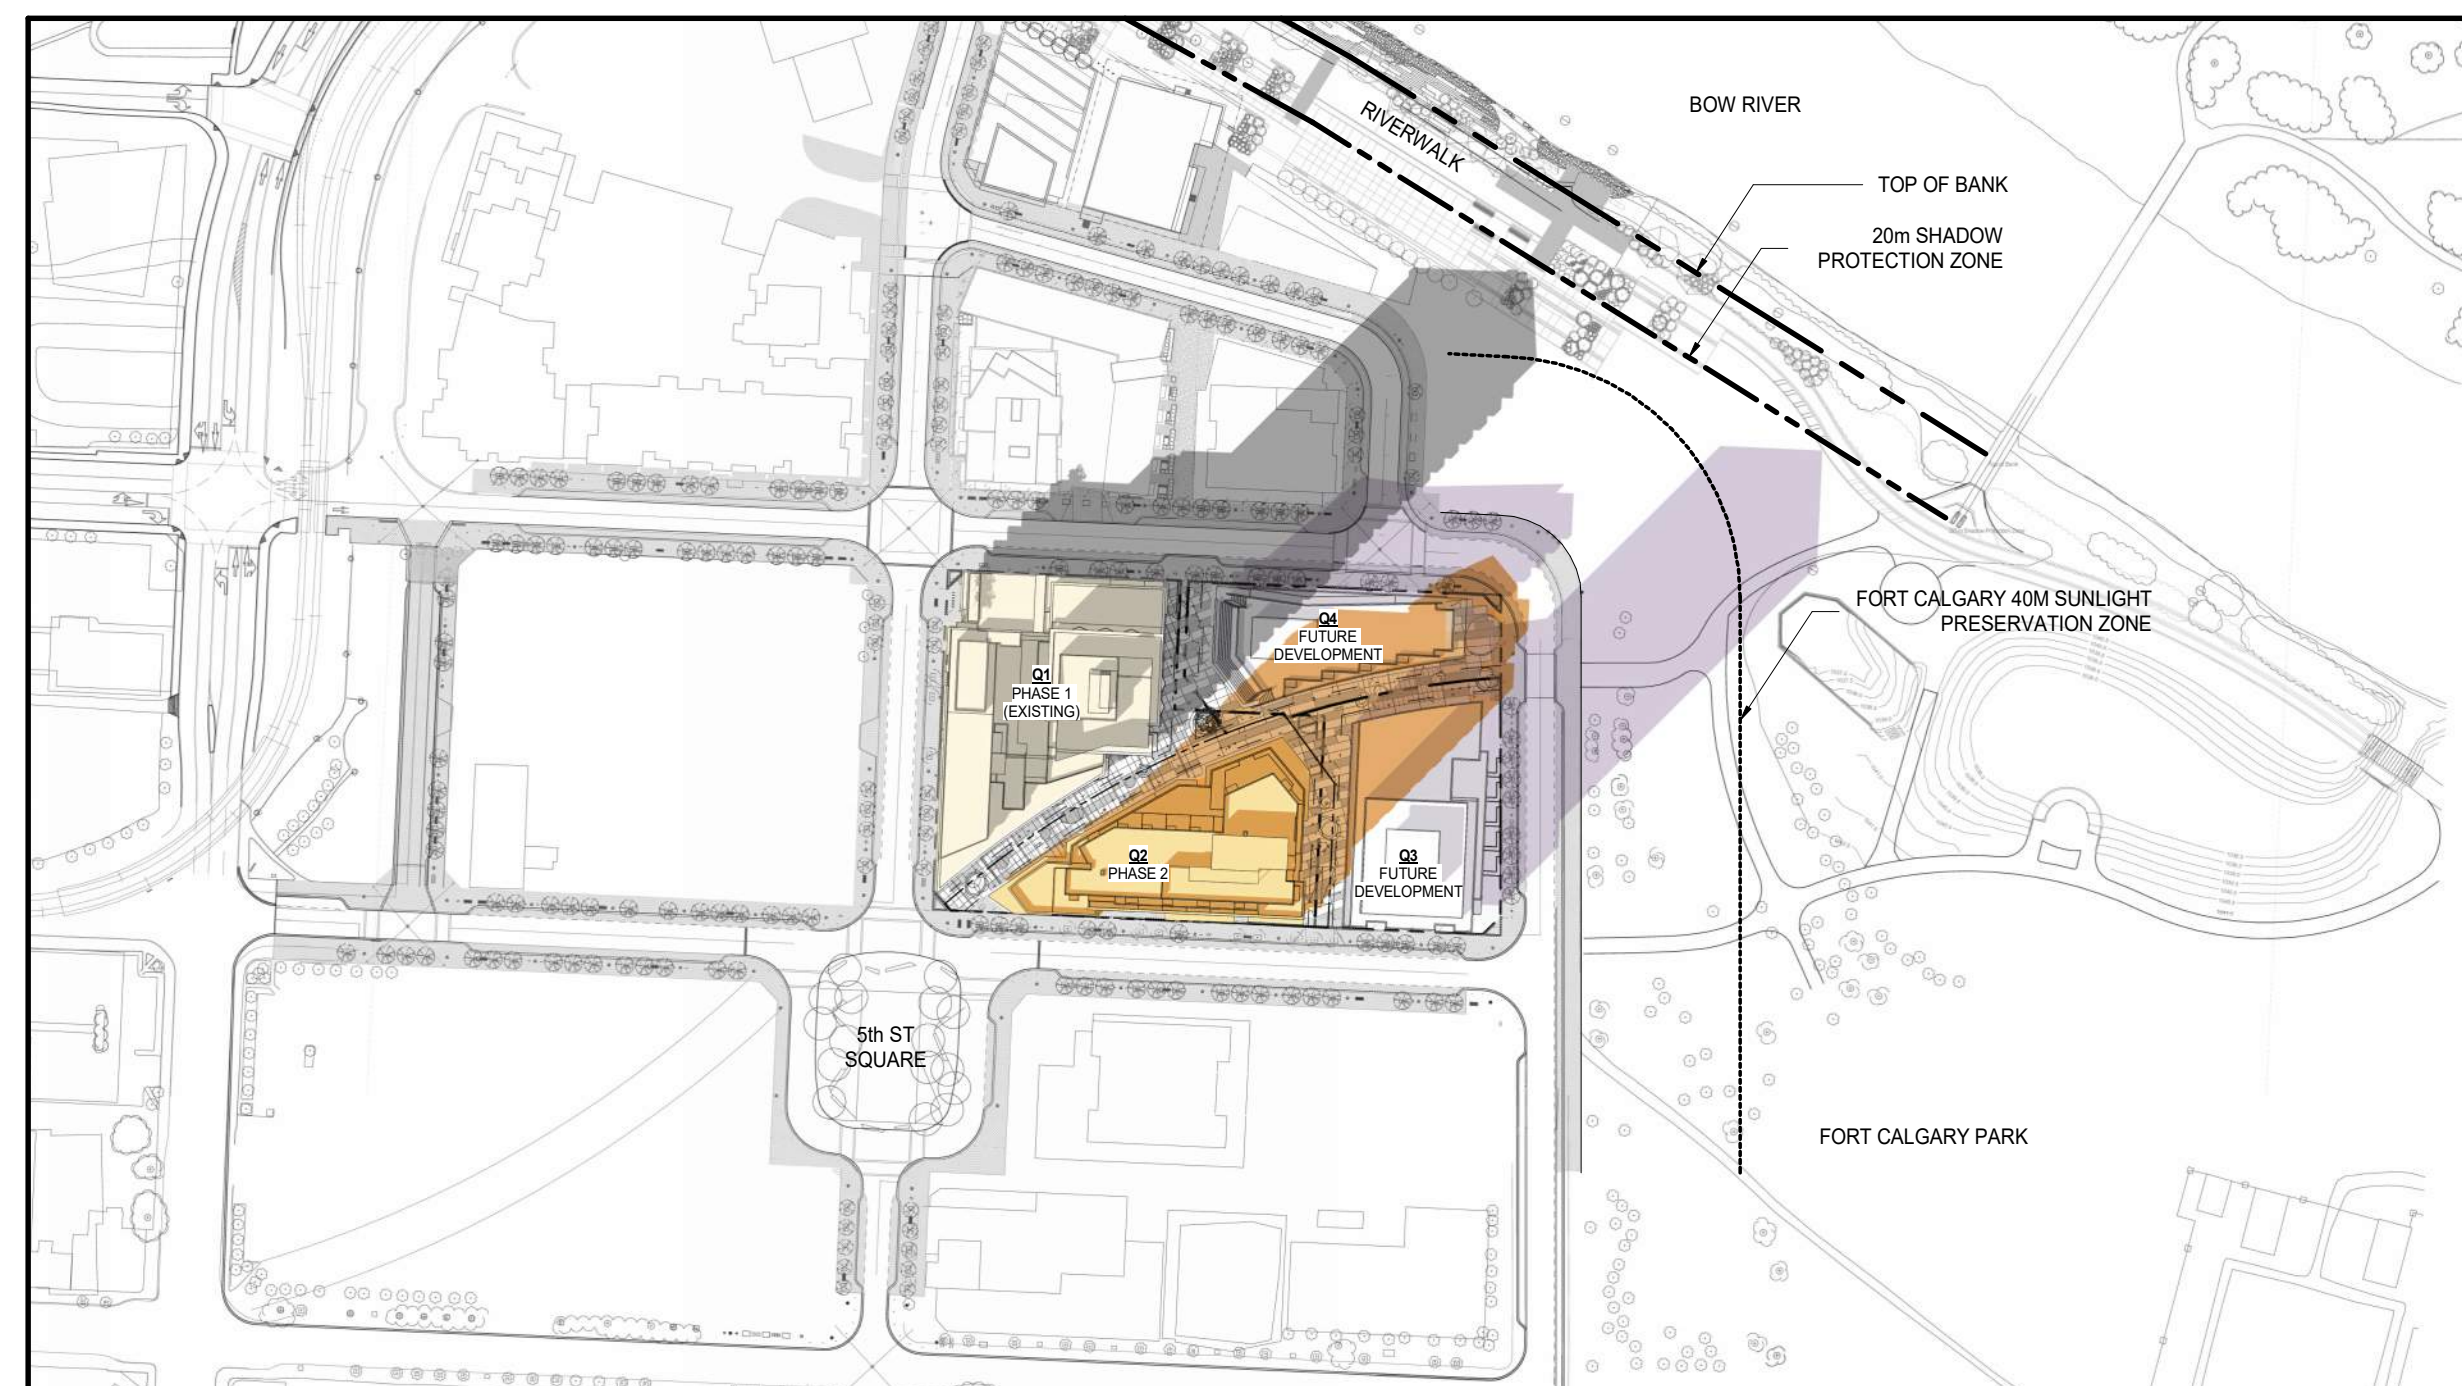 BOW RIVER
RIVERWALK
TOP OF BANK
20m SHADOW
PROTECTION ZONE
FORT CALGARY 40M SUNLIGHT
PRESERVATION ZONE
Q4
FUTURE
DEVELOPMENT
Q1
PHASE 1
(EXISTING)
Q2
PHASE 2
Q3
FUTURE
DEVELOPMENT
5th ST
SQUARE
FORT CALGARY PARK